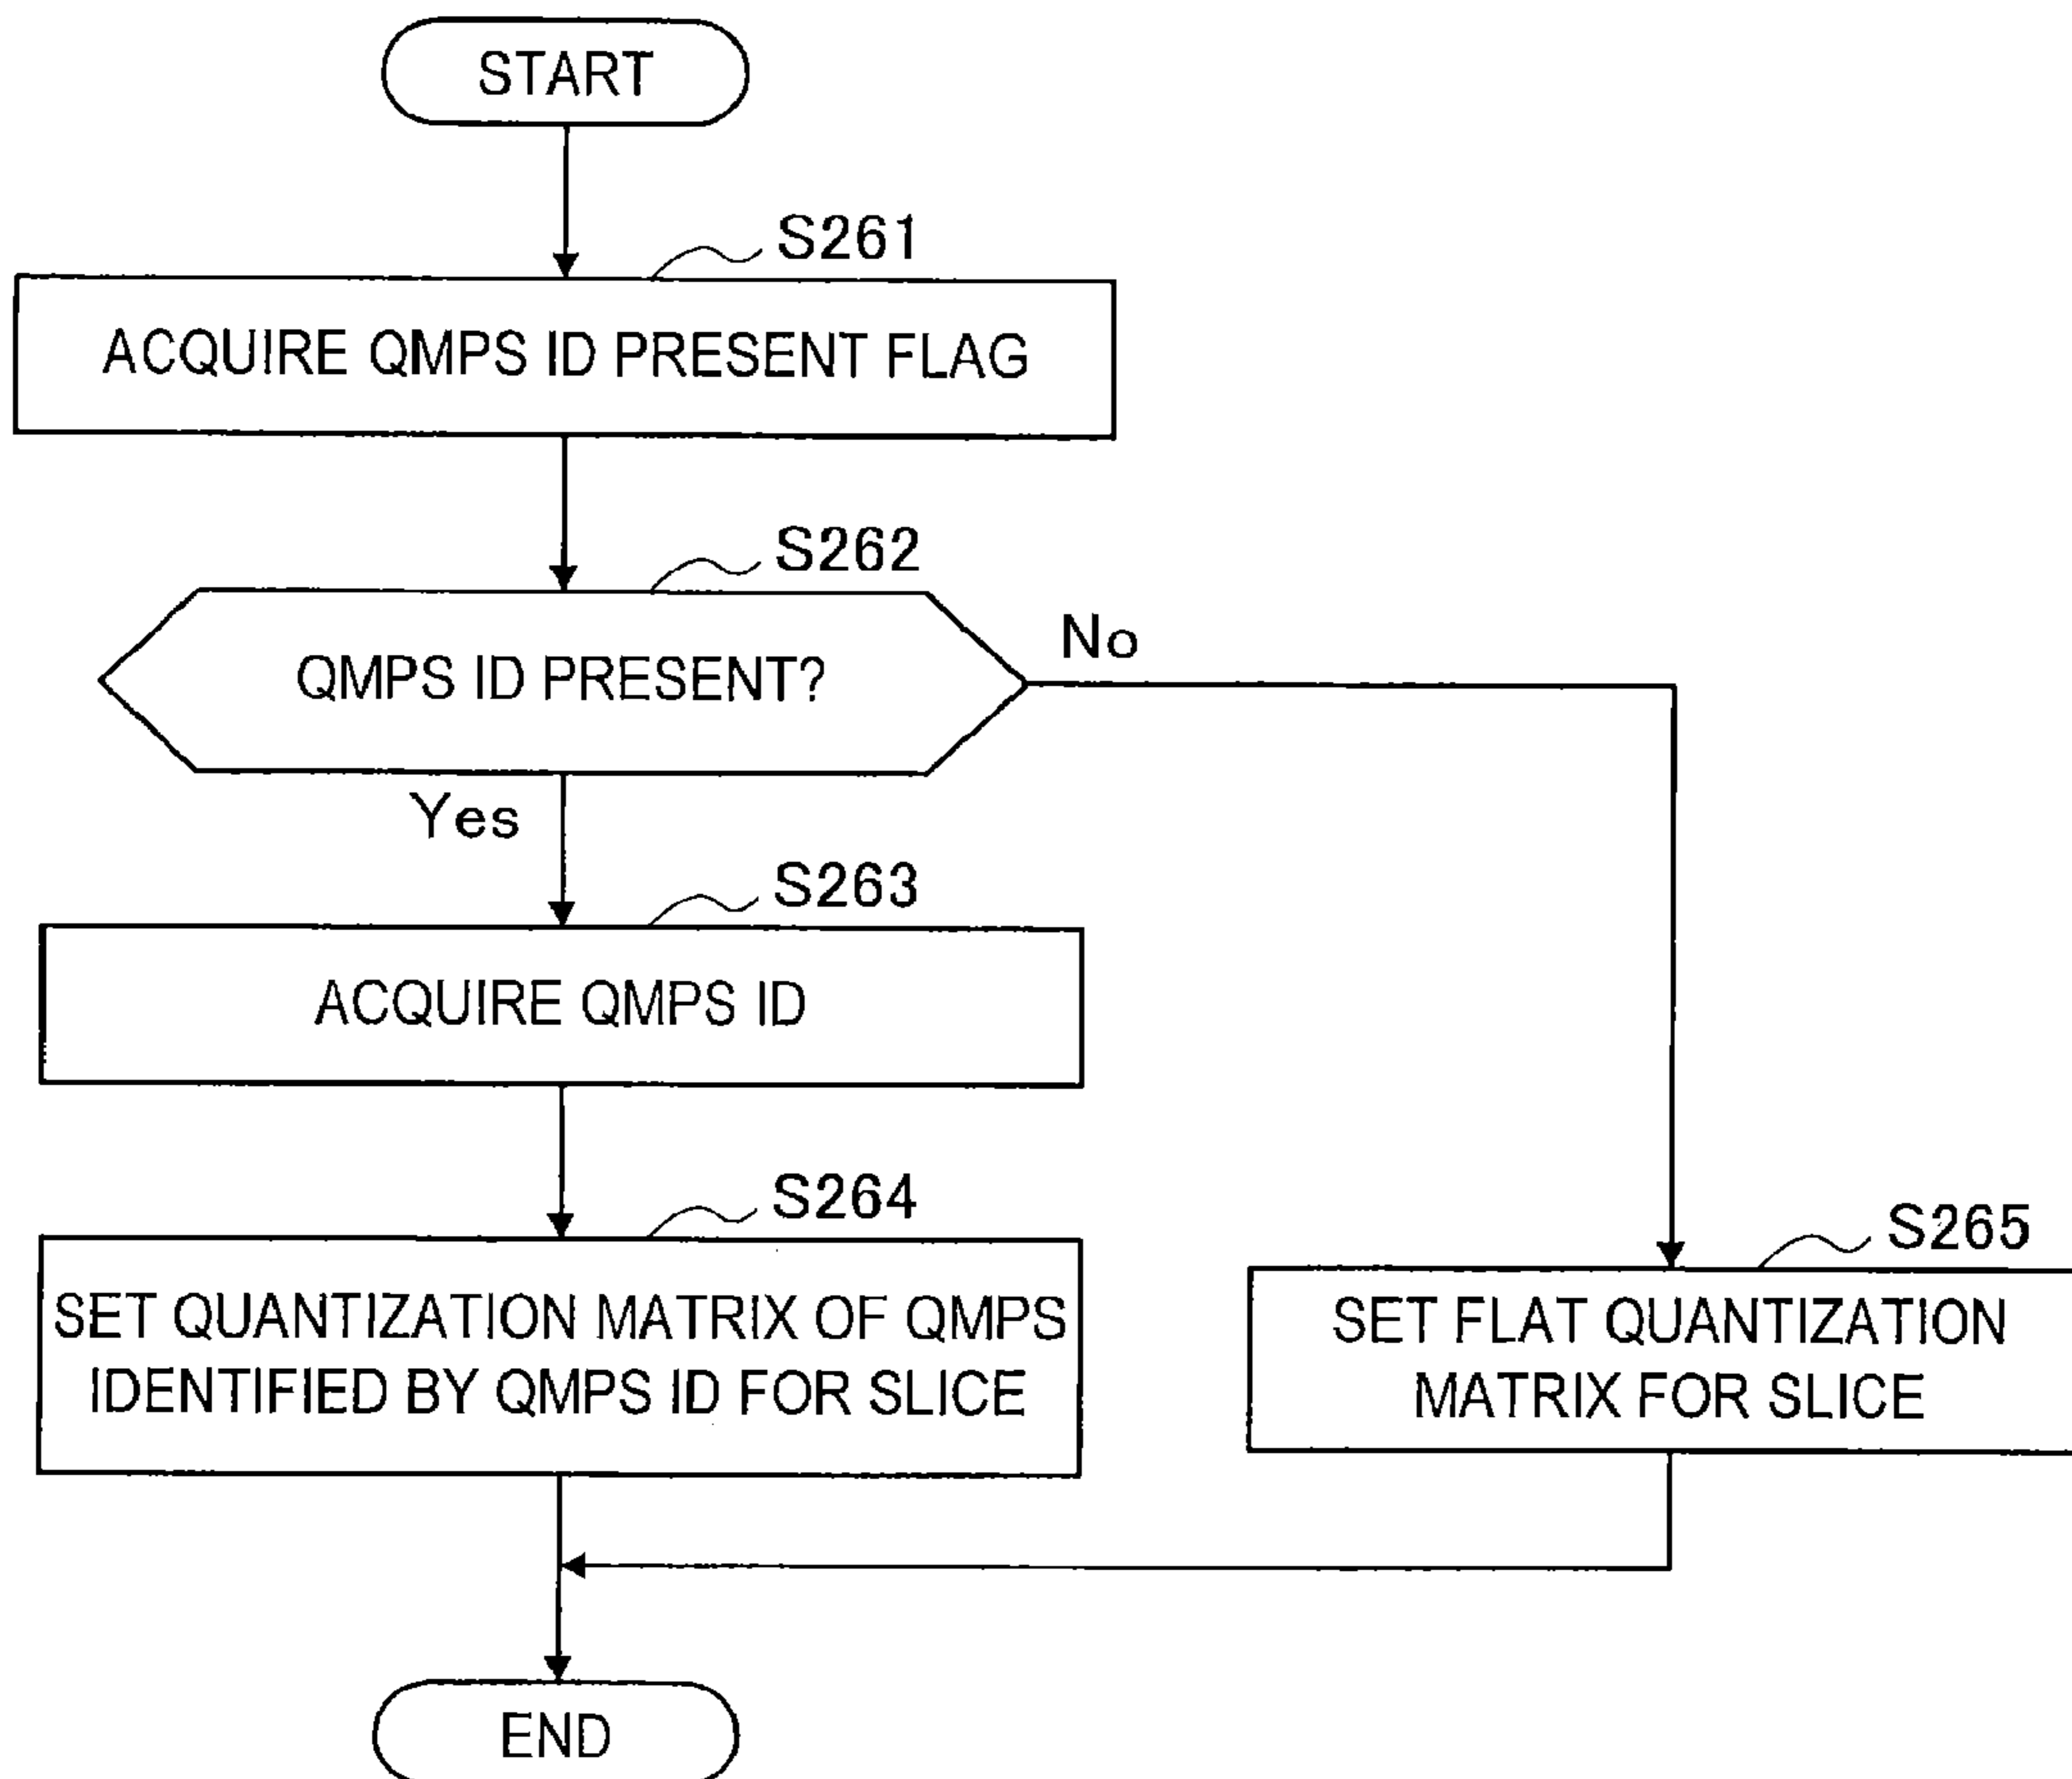 START
S261
ACQUIRE QMPS ID PRESENT FLAG
S262
QMPS ID PRESENT?
No
Yes
S263
ACQUIRE QMPS ID
S264
SET QUANTIZATION MATRIX OF QMPS
IDENTIFIED BY QMPS ID FOR SLICE
S265
SET FLAT QUANTIZATION
MATRIX FOR SLICE
END